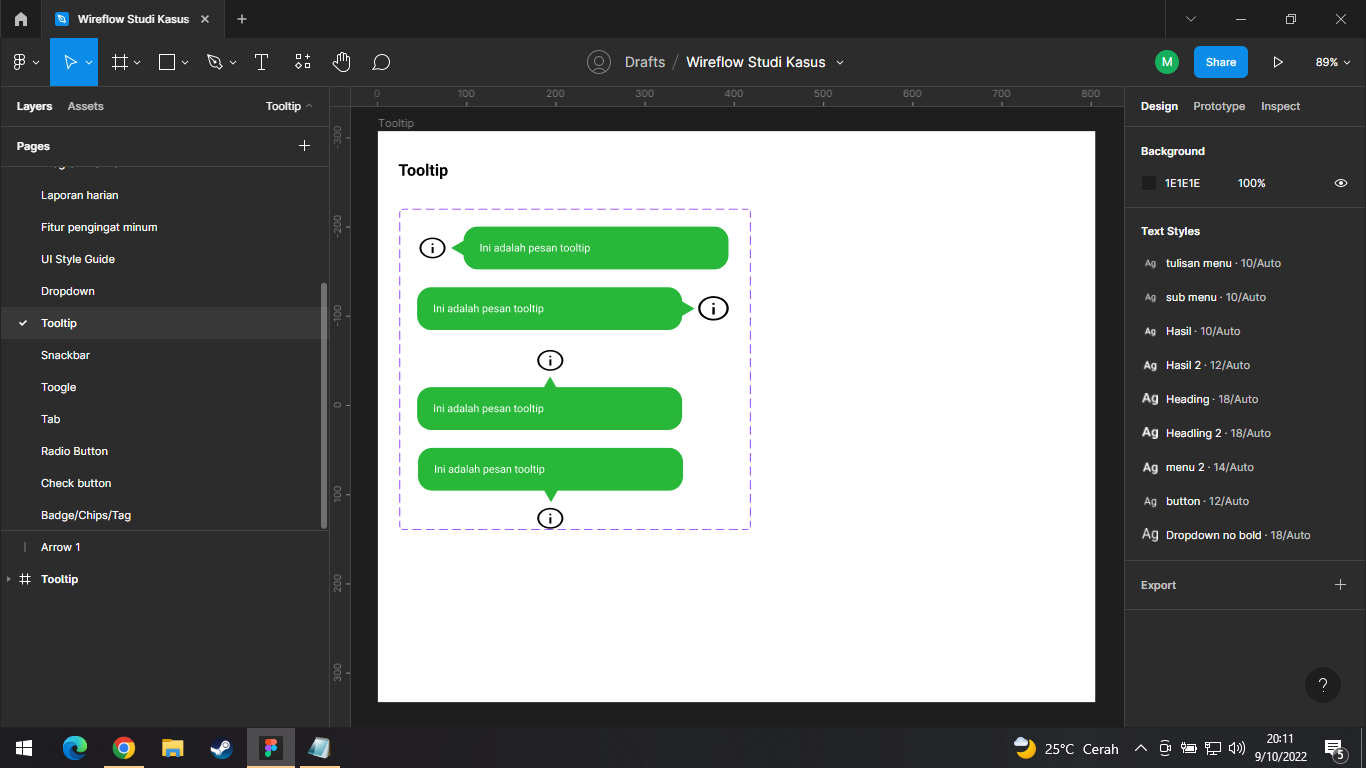 Wireflow Studi Kasus
Drafts / Wireflow Studi Kasus
M
Share
89%
Layers Assets Tooltip
Pages
Laporan harian
Fitur pengingat minum
UI Style Guide
Dropdown
Tooltip
Snackbar
Toogle
Tab
Radio Button
Check button
Badge/Chips/Tag
Arrow 1
Tooltip
0 100 200 300 400 500 600 700 800
-300
-200
-100
0
100
200
300
Tooltip
Tooltip
i
Ini adalah pesan tooltip
Ini adalah pesan tooltip
i
i
Ini adalah pesan tooltip
Ini adalah pesan tooltip
i
Design Prototype Inspect
Background
1E1E1E 100%
Text Styles
Ag tulisan menu · 10/Auto
Ag sub menu · 10/Auto
Ag Hasil · 10/Auto
Ag Hasil 2 · 12/Auto
Ag Heading · 18/Auto
Ag Headling 2 · 18/Auto
Ag menu 2 · 14/Auto
Ag button · 12/Auto
Ag Dropdown no bold · 18/Auto
Export
?
25°C Cerah
20:11
9/10/2022
5